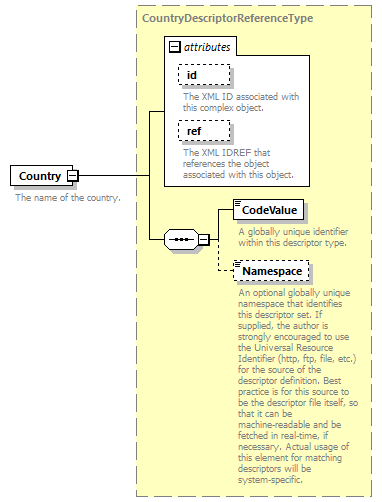 CountryDescriptorReferenceType
attributes
id
The XML ID associated with
this complex object.
ref
The XML IDREF that
references the object
associated with this object.
Country
The name of the country.
CodeValue
A globally unique identifier
within this descriptor type.
Namespace
An optional globally unique
namespace that identifies
this descriptor set. If
supplied, the author is
strongly encouraged to use
the Universal Resource
Identifier (http, ftp, file, etc.)
for the source of the
descriptor definition. Best
practice is for this source to
be the descriptor file itself, so
that it can be
machine-readable and be
fetched in real-time, if
necessary. Actual usage of
this element for matching
descriptors will be
system-specific.